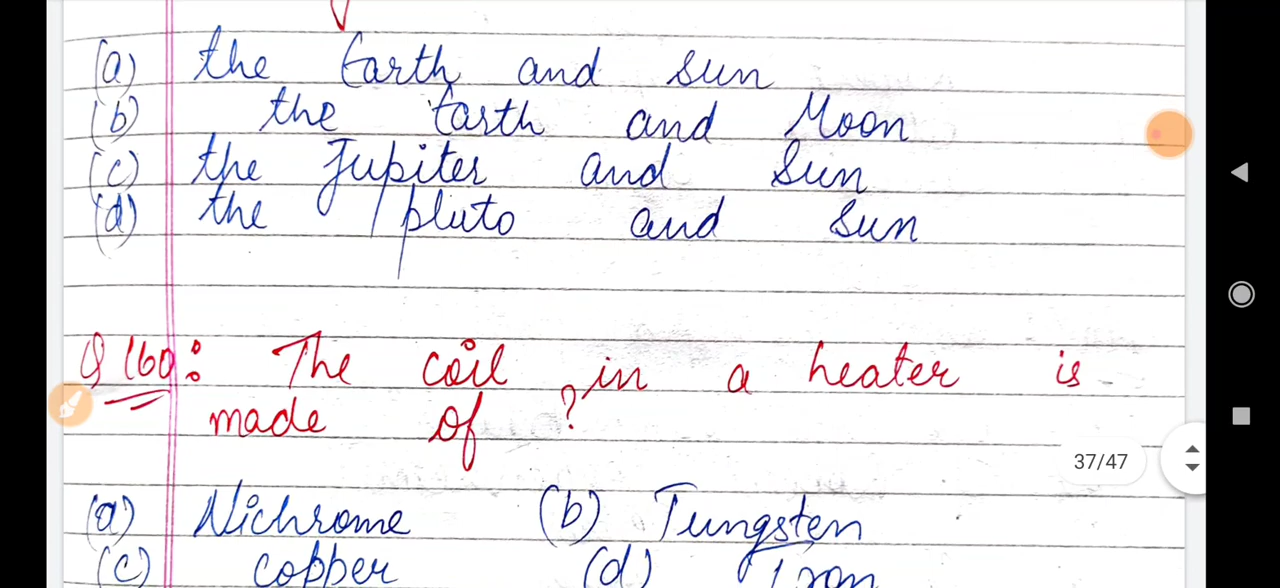 (a) the Earth and sun
(b) the Earth and Moon
(c) the Jupiter and Sun
(d) the pluto and sun
Q 160: The coil in a heater is
made of ?
37/47
(a) Nichrome (b) Tungsten
(c) copper (d) Iron